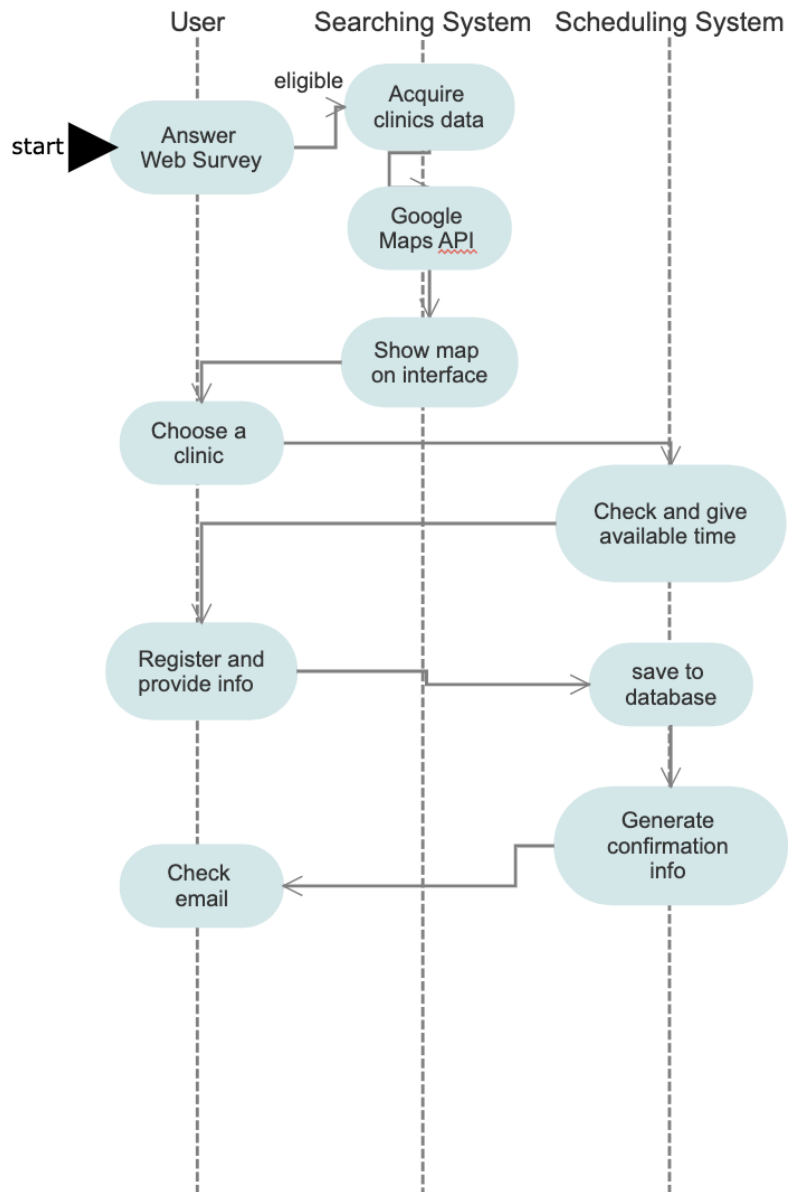 User
Searching System
Scheduling System
eligible
Acquire
clinics data
start
Answer
Web Survey
Google
Maps API
Show map
on interface
Choose a
clinic
Check and give
available time
Register and
provide info
save to
database
Generate
confirmation
info
Check
email